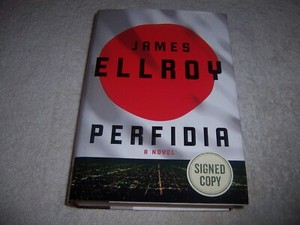 JAMES
ELLROY
PERFIDIA
A NOVEL
SIGNED
COPY